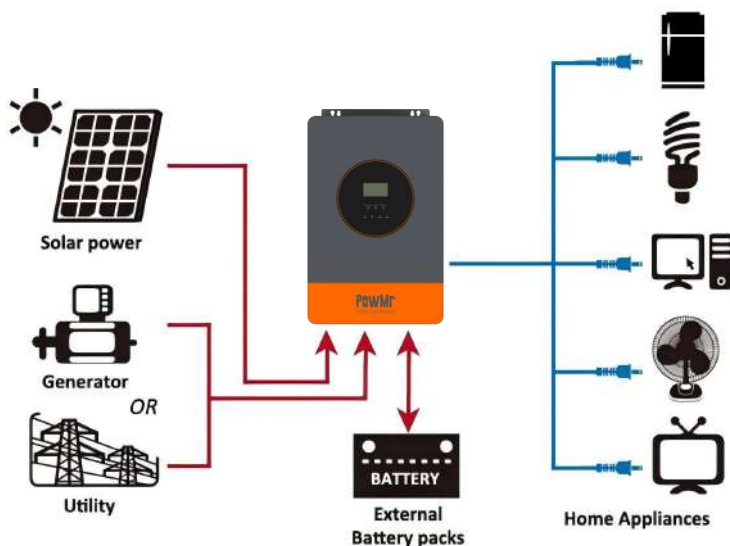 Solar power
Generator
OR
Utility
PowMr
BATTERY
External
Battery packs
Home Appliances